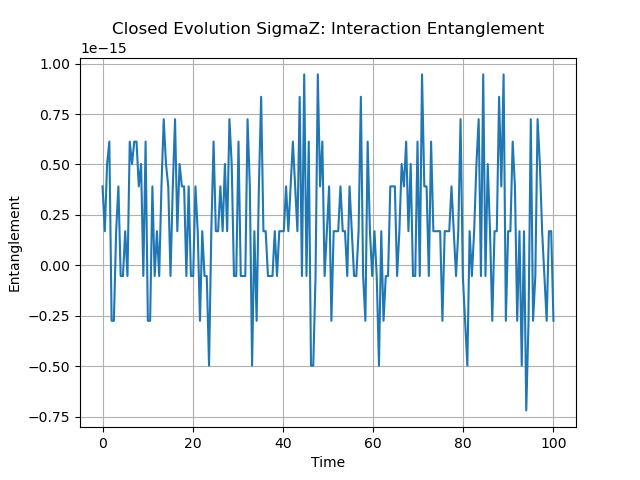 Closed Evolution SigmaZ: Interaction Entanglement
1e−15
1.00
0.75
0.50
0.25
0.00
−0.25
−0.50
−0.75
Entanglement
0 20 40 60 80 100
Time